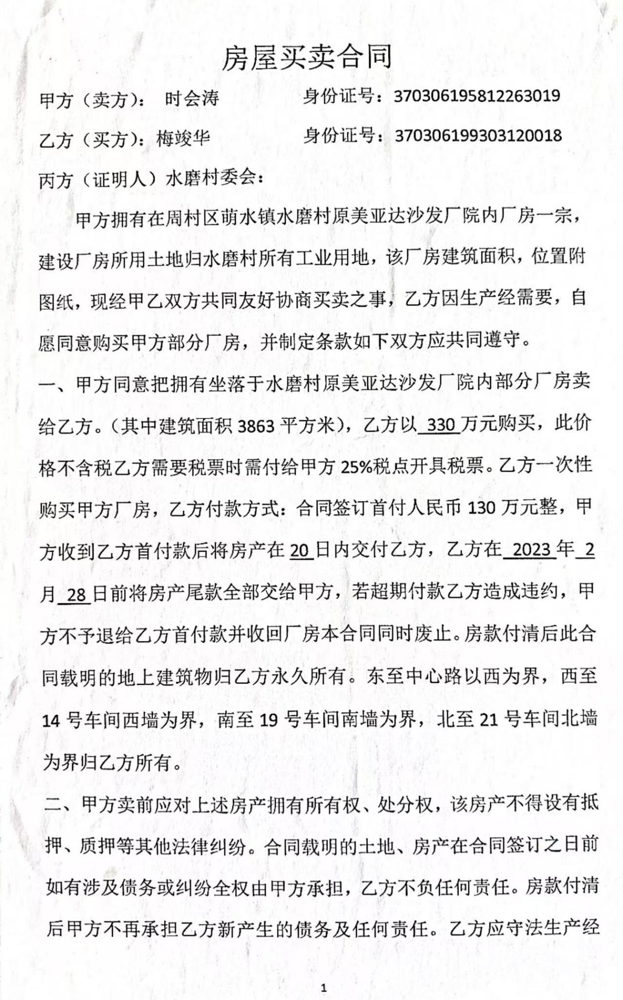 房屋买卖合同
甲方（卖方）： 时会涛 身份证号：370306195812263019
乙方（买方）：梅竣华 身份证号：370306199303120018
丙方（证明人）水磨村委会：
甲方拥有在周村区萌水镇水磨村原美亚达沙发厂院内厂房一宗，
建设厂房所用土地归水磨村所有工业用地，该厂房建筑面积，位置附
图纸，现经甲乙双方共同友好协商买卖之事，乙方因生产经需要，自
愿同意购买甲方部分厂房，并制定条款如下双方应共同遵守。
一、甲方同意把拥有坐落于水磨村原美亚达沙发厂院内部分厂房卖
给乙方。（其中建筑面积 3863 平方米），乙方以 330 万元购买，此价
格不含税乙方需要税票时需付给甲方 25%税点开具税票。乙方一次性
购买甲方厂房，乙方付款方式：合同签订首付人民币 130 万元整，甲
方收到乙方首付款后将房产在 20 日内交付乙方，乙方在 2023 年 2
月 28 日前将房产尾款全部交给甲方，若超期付款乙方造成违约，甲
方不予退给乙方首付款并收回厂房本合同同时废止。房款付清后此合
同载明的地上建筑物归乙方永久所有。东至中心路以西为界，西至
14 号车间西墙为界，南至 19 号车间南墙为界，北至 21 号车间北墙
为界归乙方所有。
二、甲方卖前应对上述房产拥有所有权、处分权，该房产不得设有抵
押、质押等其他法律纠纷。合同载明的土地、房产在合同签订之日前
如有涉及债务或纠纷全权由甲方承担，乙方不负任何责任。房款付清
后甲方不再承担乙方新产生的债务及任何责任。乙方应守法生产经
1